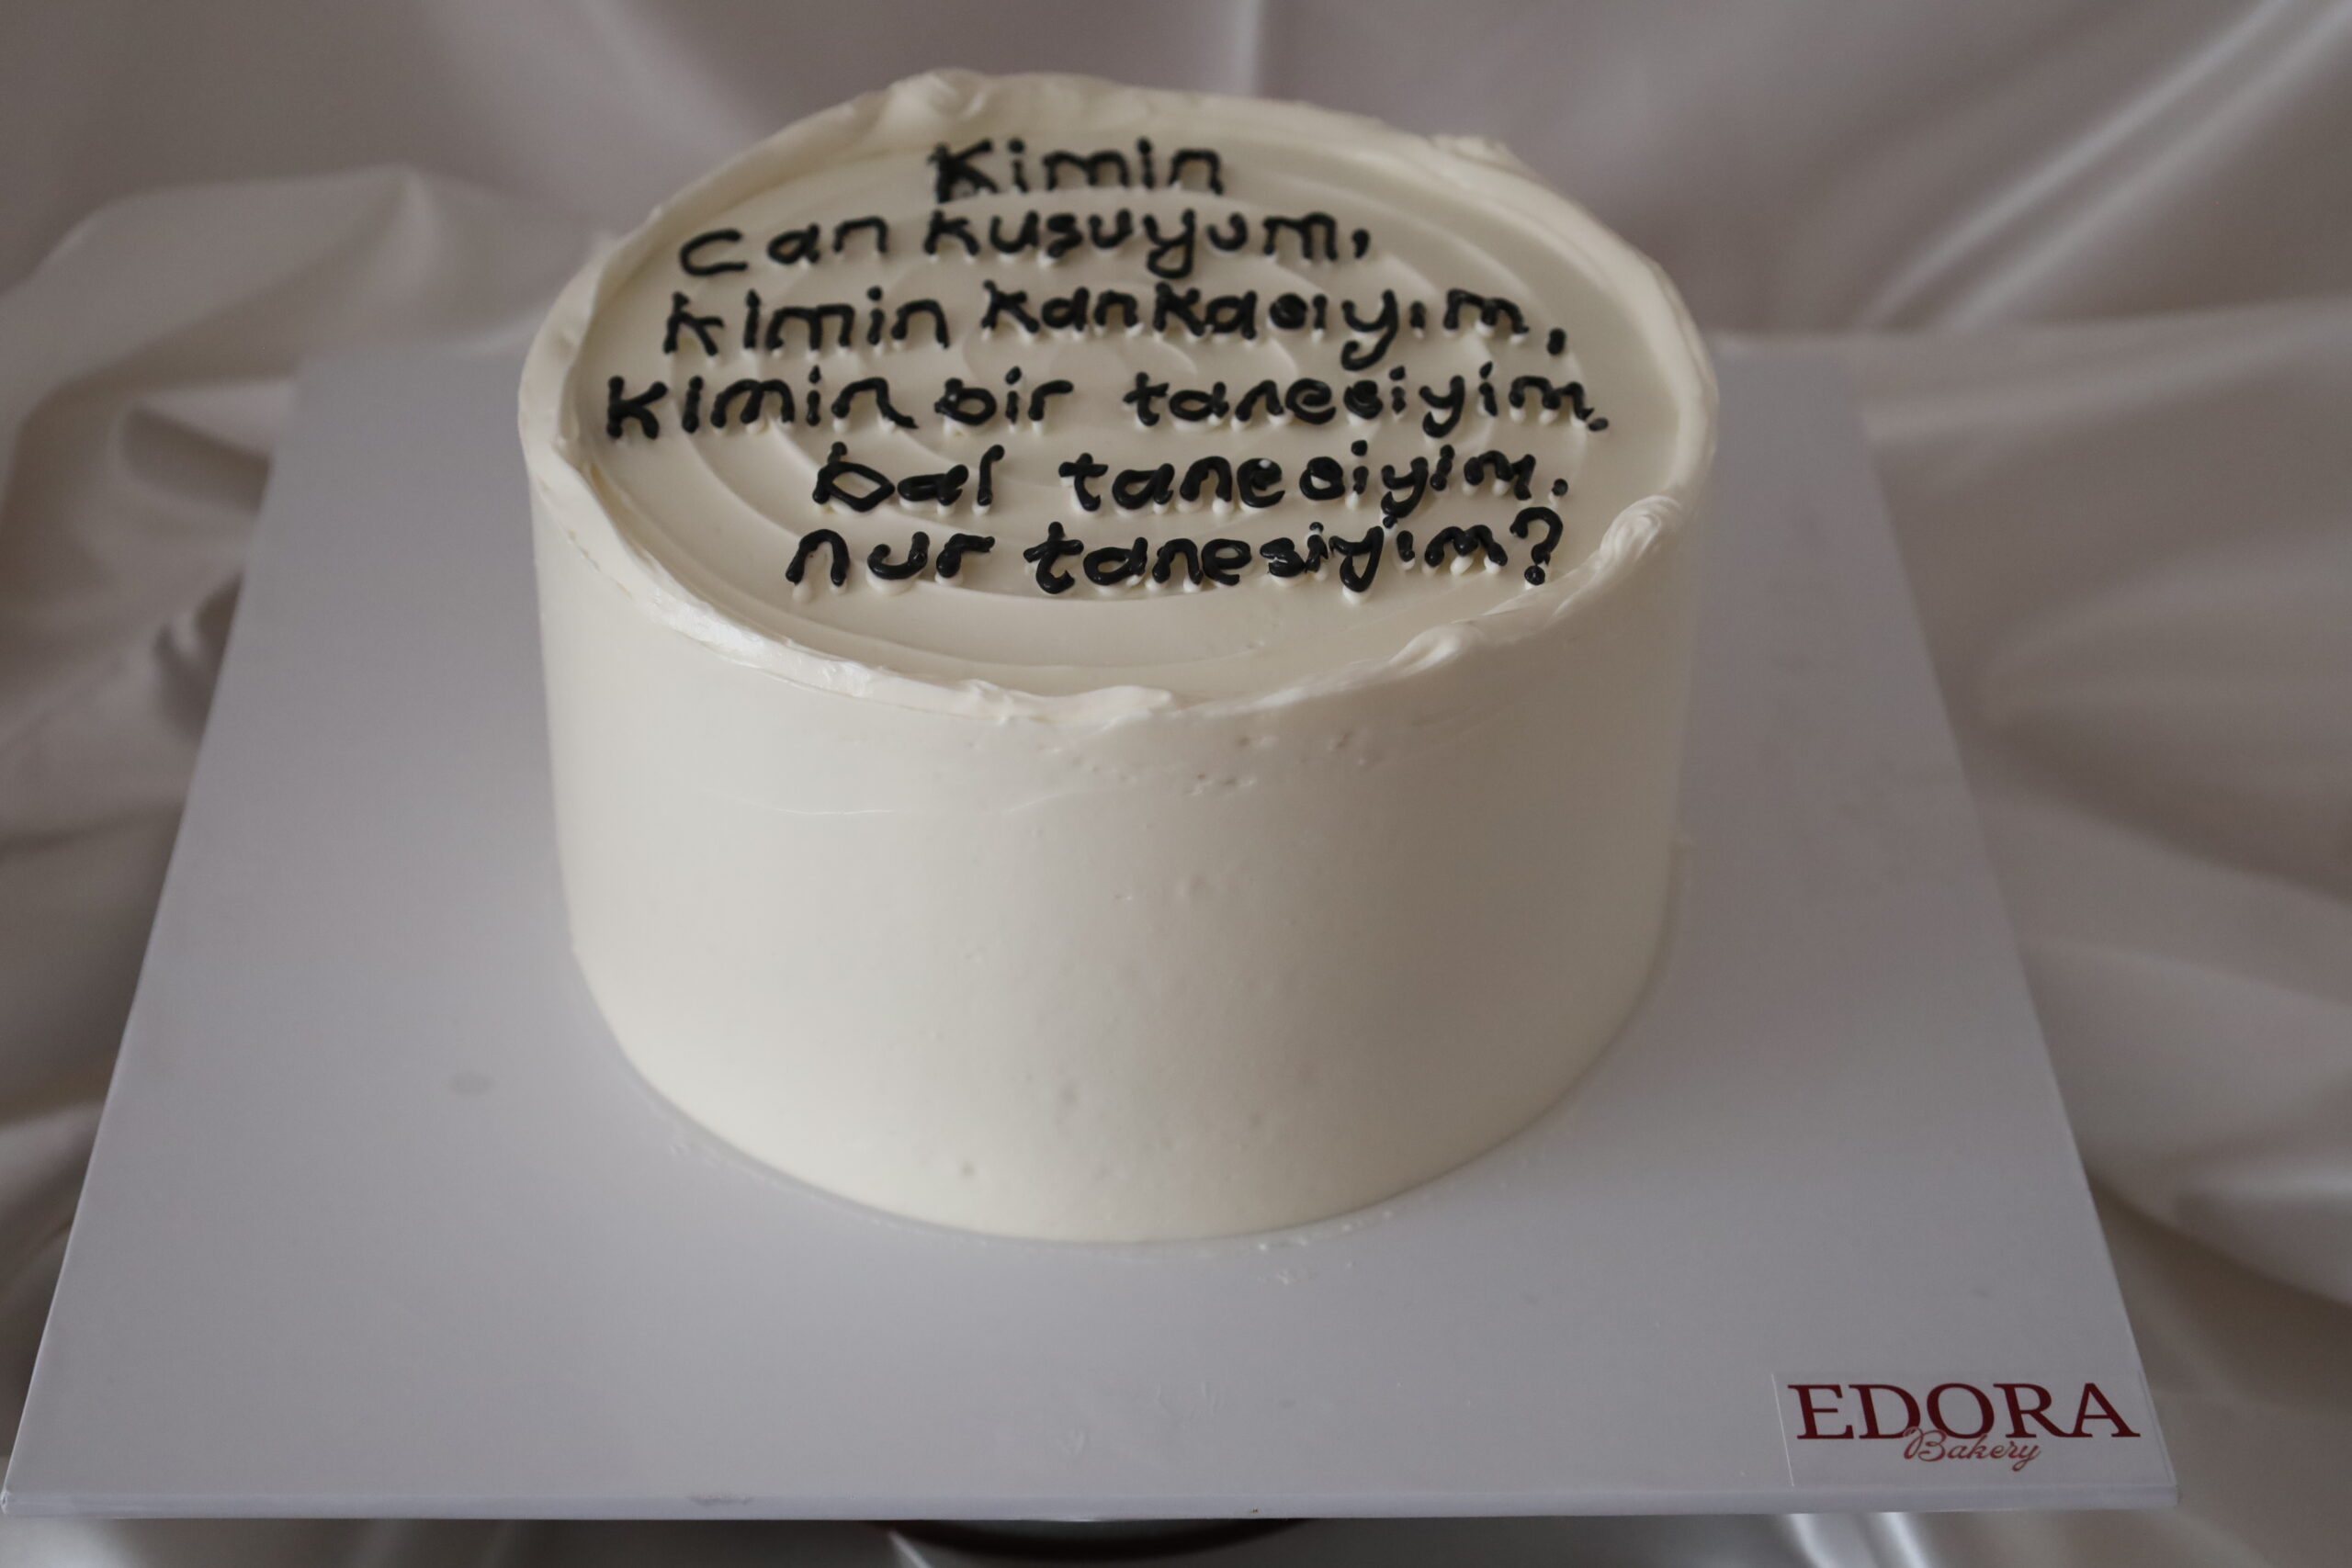 Kimin
can kuşuyum,
kimin kankasıyım,
kimin bir tanesiyim,
bal tanesiyim.
nur tanesiyim?
EDORA
Bakery